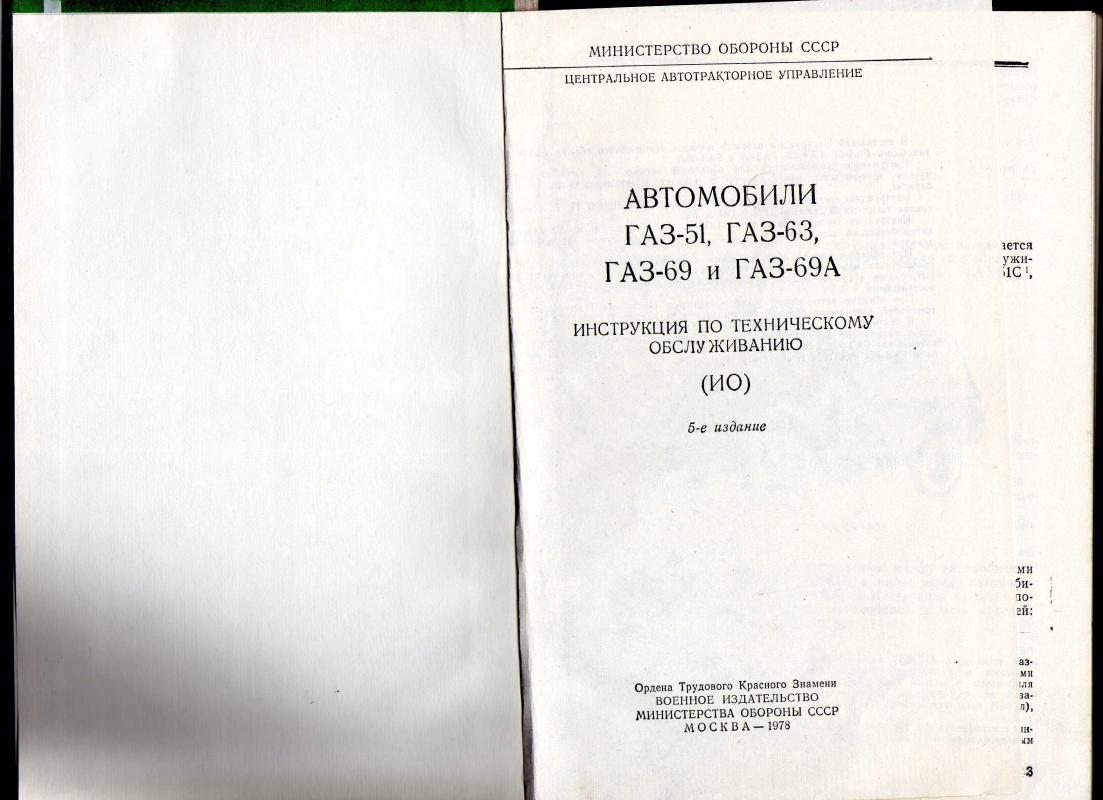 МИНИСТЕРСТВО ОБОРОНЫ СССР
ЦЕНТРАЛЬНОЕ АВТОТРАКТОРНОЕ УПРАВЛЕНИЕ
АВТОМОБИЛИ
ГАЗ-51, ГАЗ-63,
ГАЗ-69 и ГАЗ-69А
ИНСТРУКЦИЯ ПО ТЕХНИЧЕСКОМУ
ОБСЛУЖИВАНИЮ
(ИО)
5-е издание
Ордена Трудового Красного Знамени
ВОЕННОЕ ИЗДАТЕЛЬСТВО
МИНИСТЕРСТВА ОБОРОНЫ СССР
МОСКВА — 1978
3